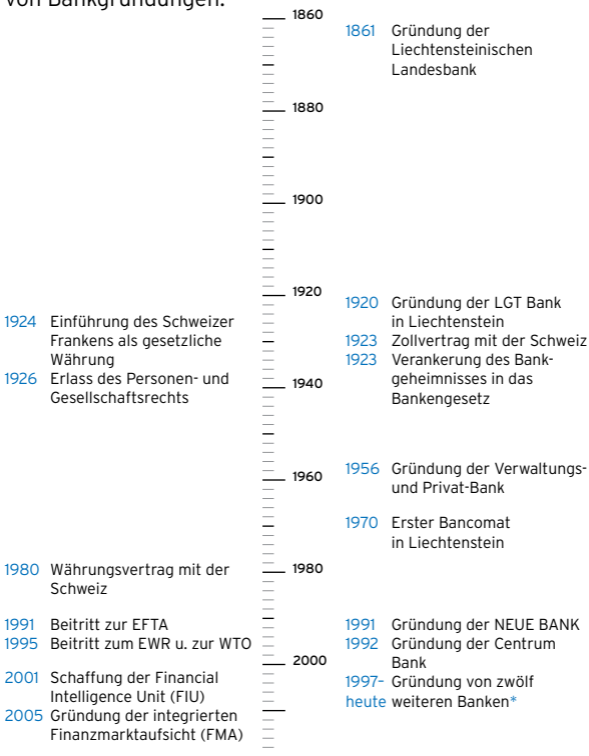 von Bankgründungen.
1860
1861 Gründung der
Liechtensteinischen
Landesbank
1880
1900
1920
1920 Gründung der LGT Bank
in Liechtenstein
1924 Einführung des Schweizer
Frankens als gesetzliche
Währung
1923 Zollvertrag mit der Schweiz
1923 Verankerung des Bank-
geheimnisses in das
Bankengesetz
1926 Erlass des Personen- und
Gesellschaftsrechts
1940
1956 Gründung der Verwaltungs-
und Privat-Bank
1960
1970 Erster Bancomat
in Liechtenstein
1980 Währungsvertrag mit der
Schweiz
1980
1991 Beitritt zur EFTA
1995 Beitritt zum EWR u. zur WTO
1991 Gründung der NEUE BANK
1992 Gründung der Centrum
Bank
2000
2001 Schaffung der Financial
Intelligence Unit (FIU)
2005 Gründung der integrierten
Finanzmarktaufsicht (FMA)
1997- Gründung von zwölf
heute weiteren Banken*